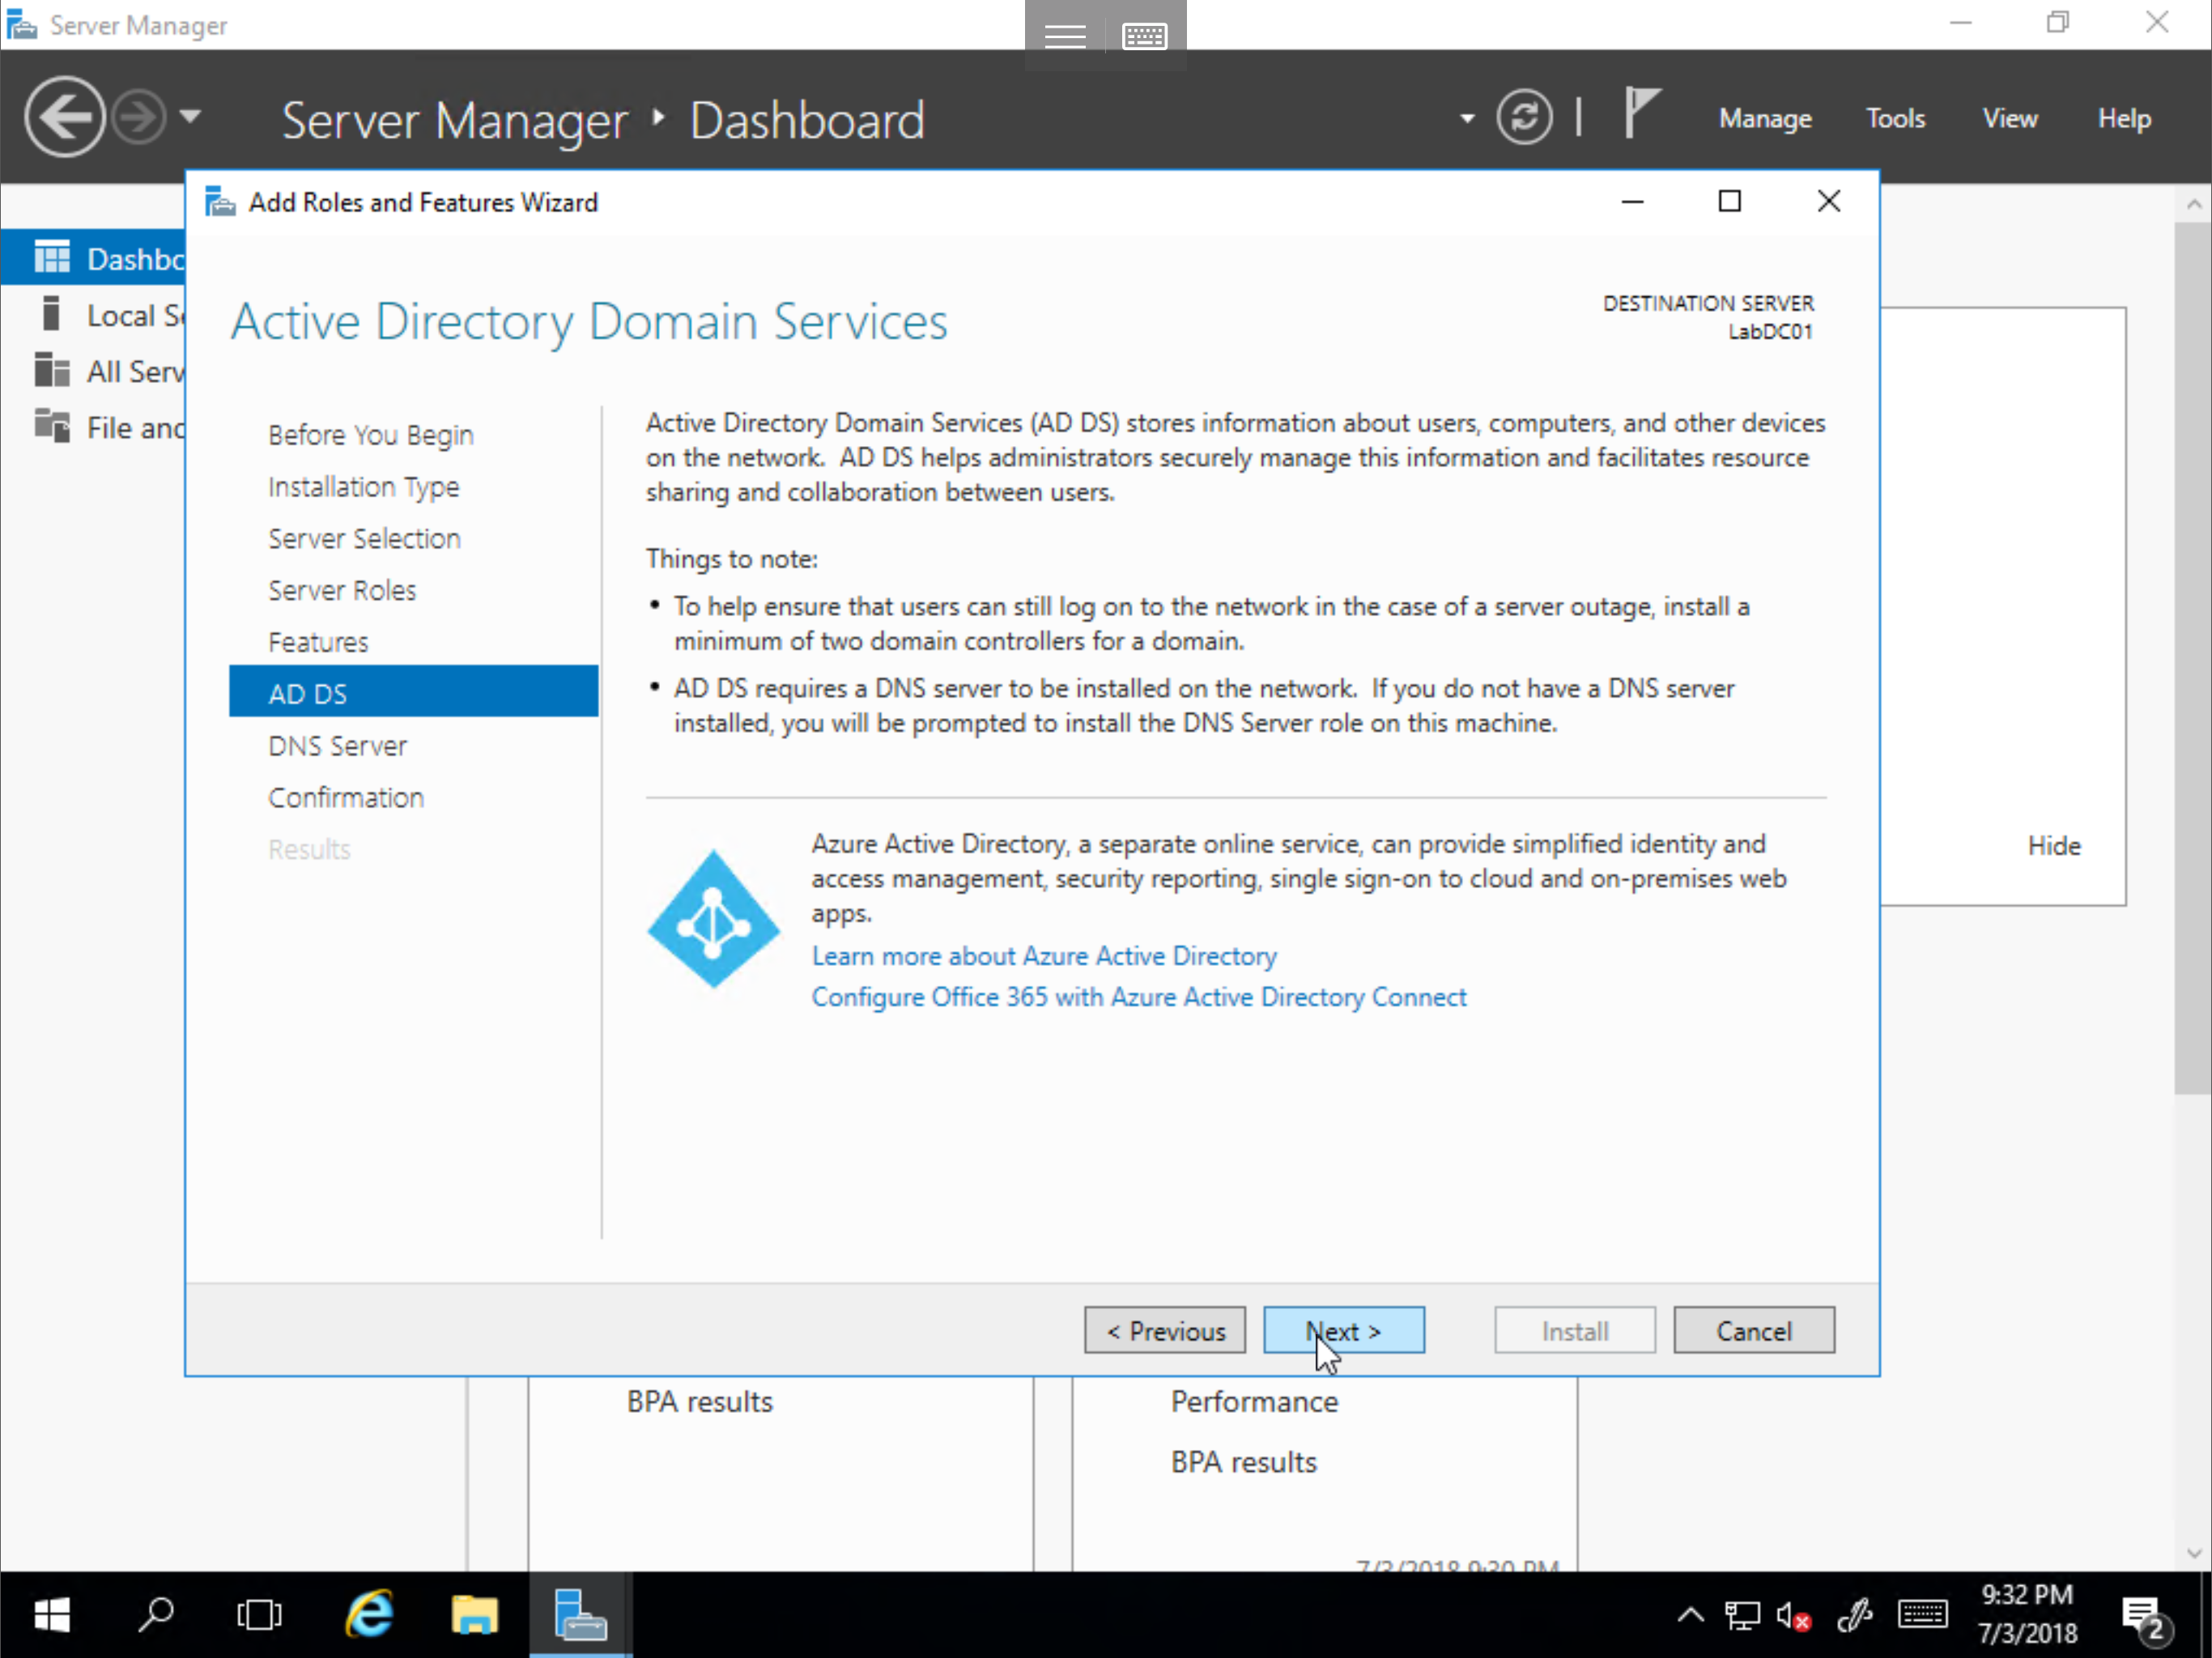 Server Manager
Server Manager ‣ Dashboard
Manage Tools View Help
Add Roles and Features Wizard
Dashbo
Local Se
All Serv
File and
Active Directory Domain Services
DESTINATION SERVER
LabDC01
Before You Begin
Installation Type
Server Selection
Server Roles
Features
AD DS
DNS Server
Confirmation
Results
Active Directory Domain Services (AD DS) stores information about users, computers, and other devices
on the network. AD DS helps administrators securely manage this information and facilitates resource
sharing and collaboration between users.
Things to note:
• To help ensure that users can still log on to the network in the case of a server outage, install a
minimum of two domain controllers for a domain.
• AD DS requires a DNS server to be installed on the network. If you do not have a DNS server
installed, you will be prompted to install the DNS Server role on this machine.
Azure Active Directory, a separate online service, can provide simplified identity and
access management, security reporting, single sign-on to cloud and on-premises web
apps.
Learn more about Azure Active Directory
Configure Office 365 with Azure Active Directory Connect
Hide
< Previous
Next >
Install
Cancel
BPA results
Performance
BPA results
7/3/2018 9:30 PM
9:32 PM
7/3/2018
2